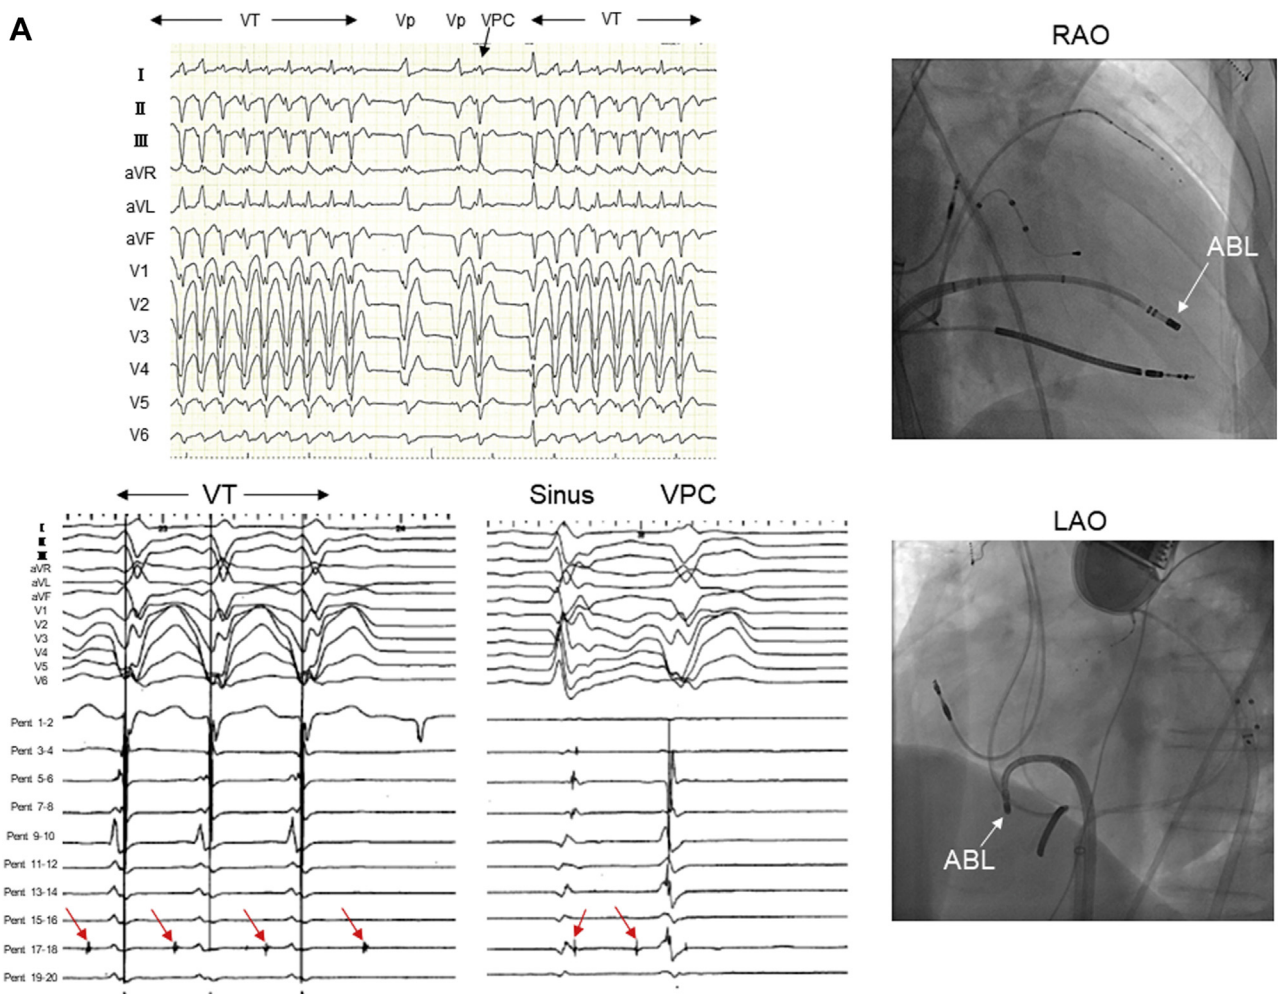 A
VT Vp Vp VPC VT
I
II
III
aVR
aVL
aVF
V1
V2
V3
V4
V5
V6
RAO
ABL
VT
I
II
III
aVR
aVL
aVF
V1
V2
V3
V4
V5
V6
Pent 1-2
Pent 3-4
Pent 5-6
Pent 7-8
Pent 9-10
Pent 11-12
Pent 13-14
Pent 15-16
Pent 17-18
Pent 19-20
Sinus VPC
LAO
ABL